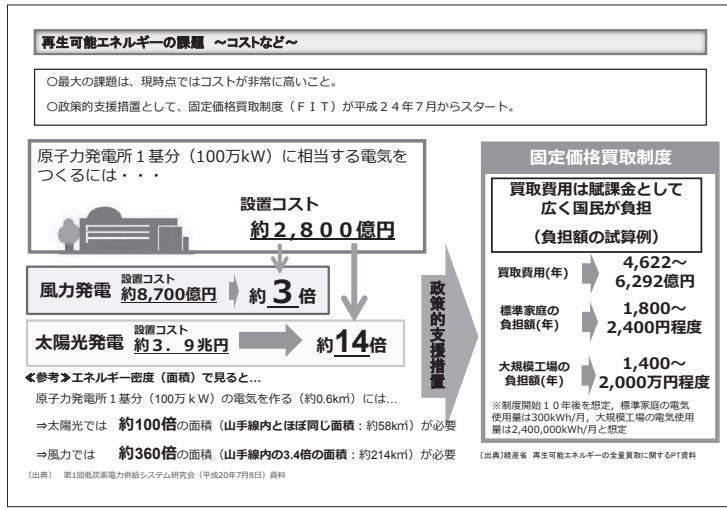 再生可能エネルギーの課題 ～コストなど～
○最大の課題は、現時点ではコストが非常に高いこと。
○政策的支援措置として、固定価格買取制度（ＦＩＴ）が平成２４年７月からスタート。
原子力発電所１基分（100万kW）に相当する電気を
つくるには・・・
設置コスト
約２,８００億円
風力発電 設置コスト
約8,700億円
約３倍
太陽光発電 設置コスト
約３．９兆円
約14倍
≪参考≫エネルギー密度（面積）で見ると…
原子力発電所１基分（100万ｋＷ）の電気を作る（約0.6k㎡）には…
⇒太陽光では 約100倍の面積（山手線内とほぼ同じ面積：約58k㎡）が必要
⇒風力では 約360倍の面積（山手線内の3.4倍の面積：約214k㎡）が必要
〔出典〕 第1回低炭素電力供給システム研究会（平成20年7月8日）資料
政策的支援措置
固定価格買取制度
買取費用は賦課金として
広く国民が負担
（負担額の試算例）
買取費用(年)
4,622～
6,292億円
標準家庭の
負担額(年)
1,800～
2,400円程度
大規模工場の
負担額(年)
1,400～
2,000万円程度
※制度開始１０年後を想定，標準家庭の電気
使用量は300kWh/月，大規模工場の電気使用
量は2,400,000kWh/月と想定
〔出典〕経産省 再生可能エネルギーの全量買取に関するPT資料